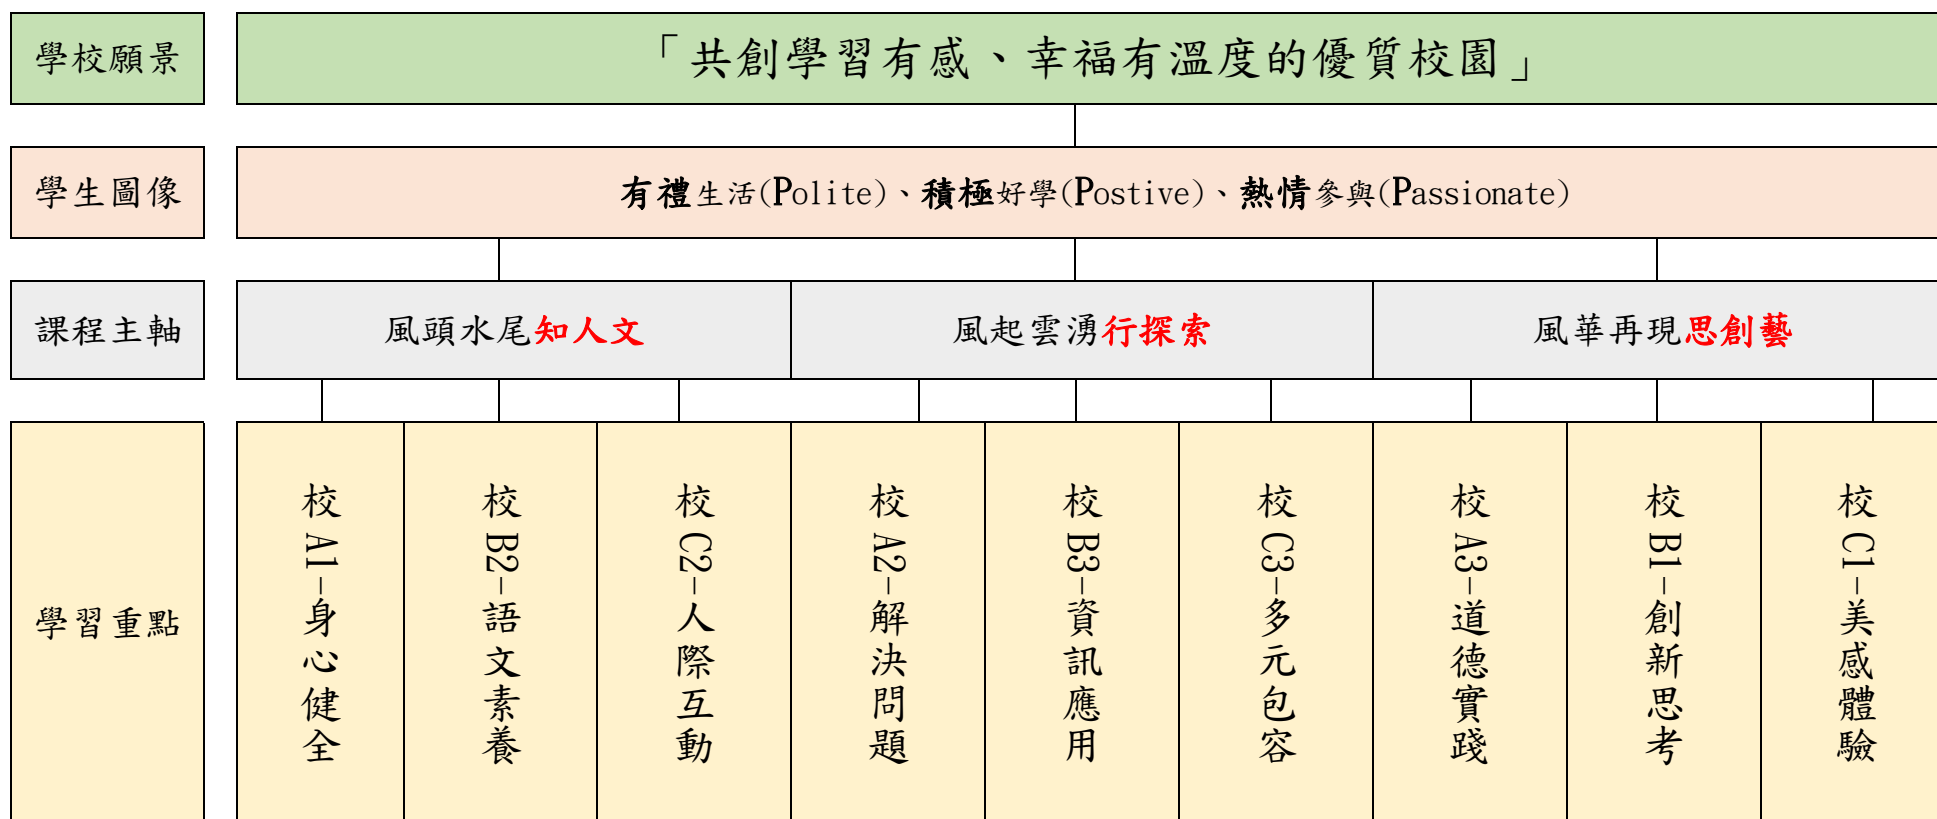 學校願景
「共創學習有感、幸福有溫度的優質校園」
學生圖像
有禮生活(Polite)、積極好學(Postive)、熱情參與(Passionate)
課程主軸
風頭水尾知人文
風起雲湧行探索
風華再現思創藝
學習重點
校A1-身心健全
校B2-語文素養
校C2-人際互動
校A2-解決問題
校B3-資訊應用
校C3-多元包容
校A3-道德實踐
校B1-創新思考
校C1-美感體驗